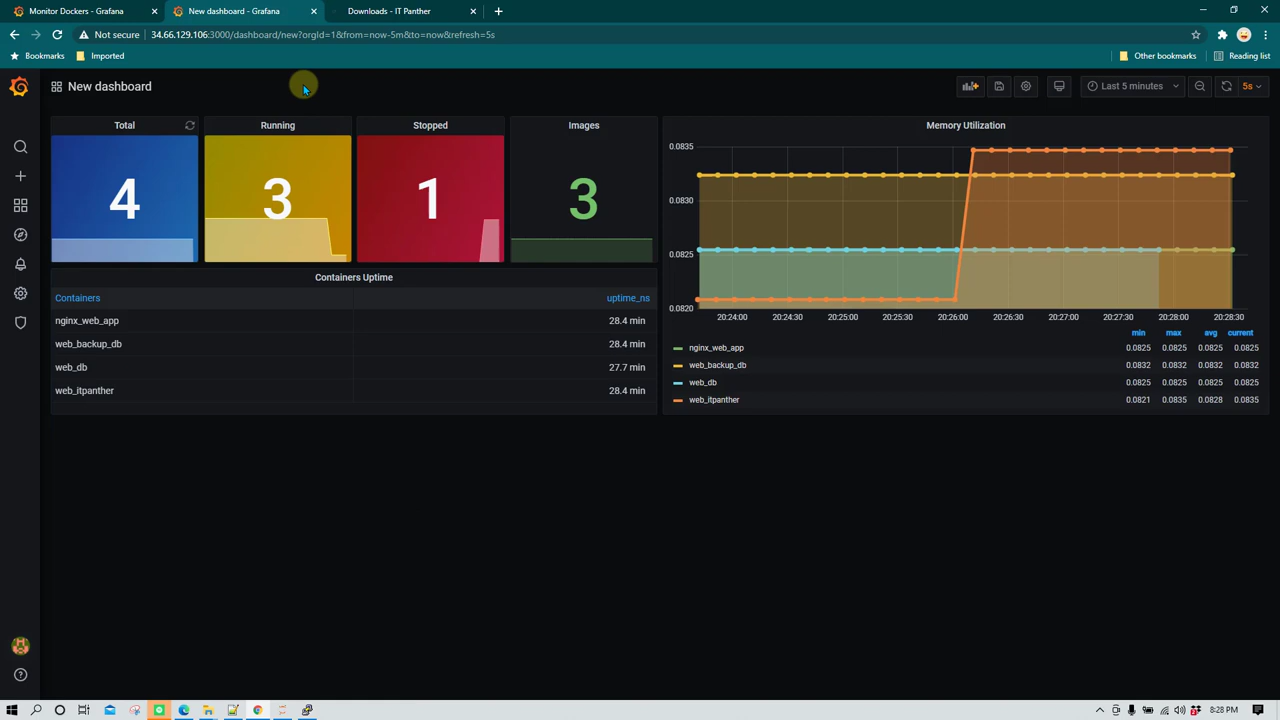 Monitor Dockers - Grafana
New dashboard - Grafana
Downloads - IT Panther
Not secure
34.66.129.106:3000/dashboard/new?orgId=1&from=now-5m&to=now&refresh=5s
Bookmarks
Imported
Other bookmarks
Reading list
New dashboard
Last 5 minutes
5s
Total
Running
Stopped
Images
4
3
1
3
Memory Utilization
0.0835
0.0830
0.0825
0.0820
20:24:00 20:24:30 20:25:00 20:25:30 20:26:00 20:26:30 20:27:00 20:27:30 20:28:00 20:28:30
min max avg current
nginx_web_app 0.0825 0.0825 0.0825 0.0825
web_backup_db 0.0832 0.0832 0.0832 0.0832
web_db 0.0825 0.0825 0.0825 0.0825
web_itpanther 0.0821 0.0835 0.0828 0.0835
Containers Uptime
Containers uptime_ns
nginx_web_app 28.4 min
web_backup_db 28.4 min
web_db 27.7 min
web_itpanther 28.4 min
8:28 PM